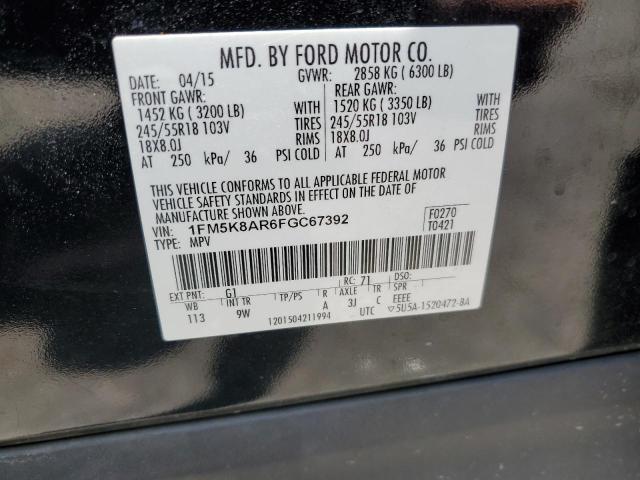 MFD. BY FORD MOTOR CO.
DATE: 04/15 GVWR: 2858 KG ( 6300 LB)
FRONT GAWR: REAR GAWR:
1452 KG ( 3200 LB) WITH 1520 KG ( 3350 LB) WITH
245/55R18 103V TIRES 245/55R18 103V TIRES
18X8.0J RIMS 18X8.0J RIMS
AT 250 kPa/ 36 PSI COLD AT 250 kPa/ 36 PSI COLD
THIS VEHICLE CONFORMS TO ALL APPLICABLE FEDERAL MOTOR
VEHICLE SAFETY STANDARDS IN EFFECT ON THE DATE OF
MANUFACTURE SHOWN ABOVE.
VIN: 1FM5K8AR6FGC67392 F0270
TYPE: MPV T0421
EXT PNT: G1 RC: 71 DSO:
WB INT TR TP/PS R AXLE TR SPR
113 9W A 3J C EEEE
1201504211994 UTC ▽5U5A-1520472-BA